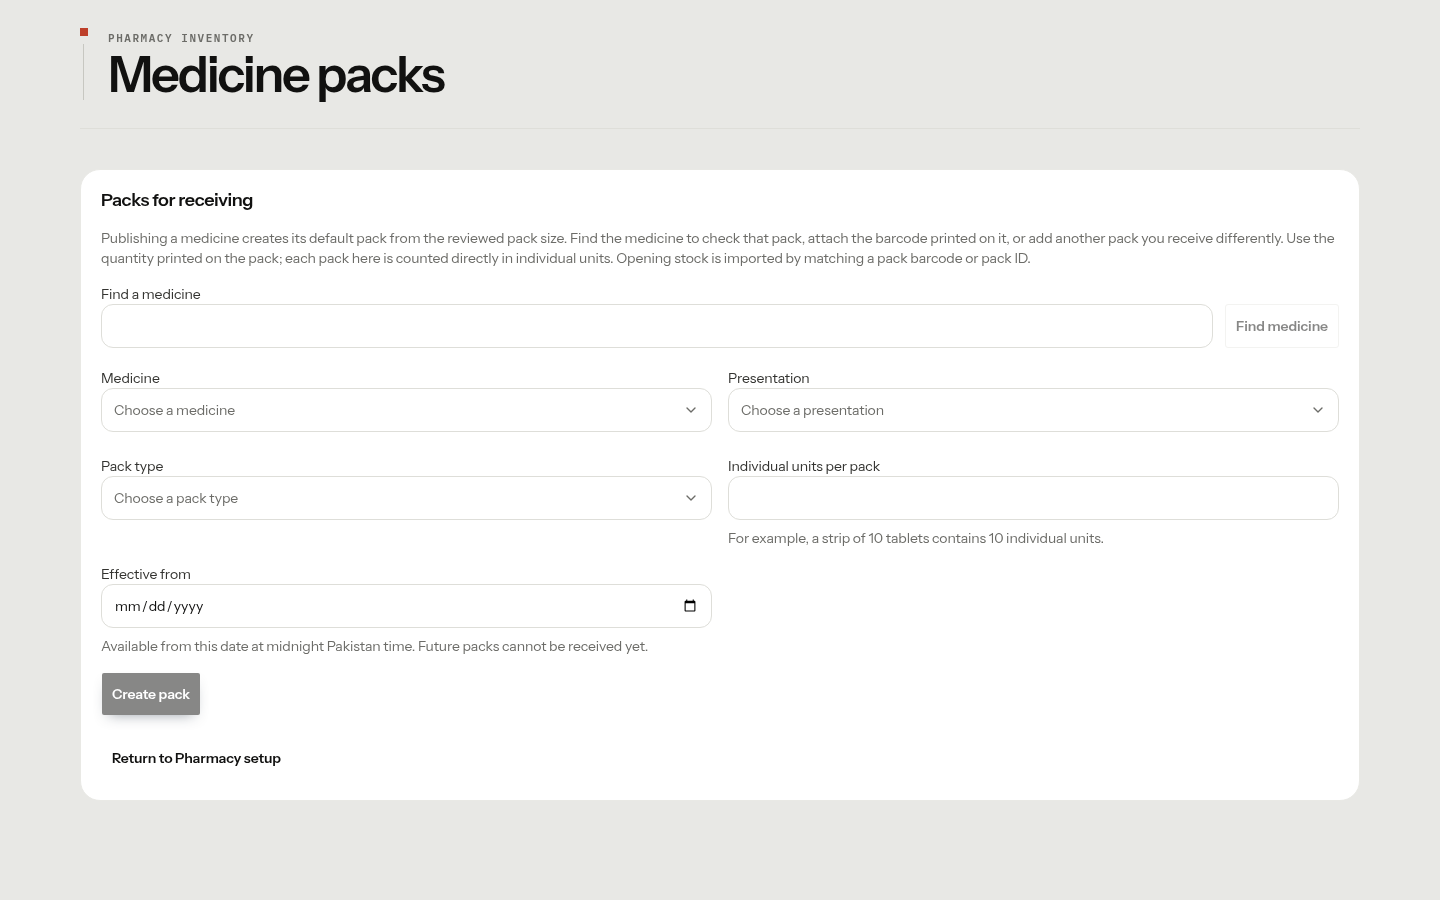 PHARMACY INVENTORY
Medicine packs
Packs for receiving
Publishing a medicine creates its default pack from the reviewed pack size. Find the medicine to check that pack, attach the barcode printed on it, or add another pack you receive differently. Use the
quantity printed on the pack; each pack here is counted directly in individual units. Opening stock is imported by matching a pack barcode or pack ID.
Find a medicine
Find medicine
Medicine
Presentation
Choose a medicine
Choose a presentation
Pack type
Individual units per pack
Choose a pack type
For example, a strip of 10 tablets contains 10 individual units.
Effective from
mm/dd/yyyy
Available from this date at midnight Pakistan time. Future packs cannot be received yet.
Create pack
Return to Pharmacy setup